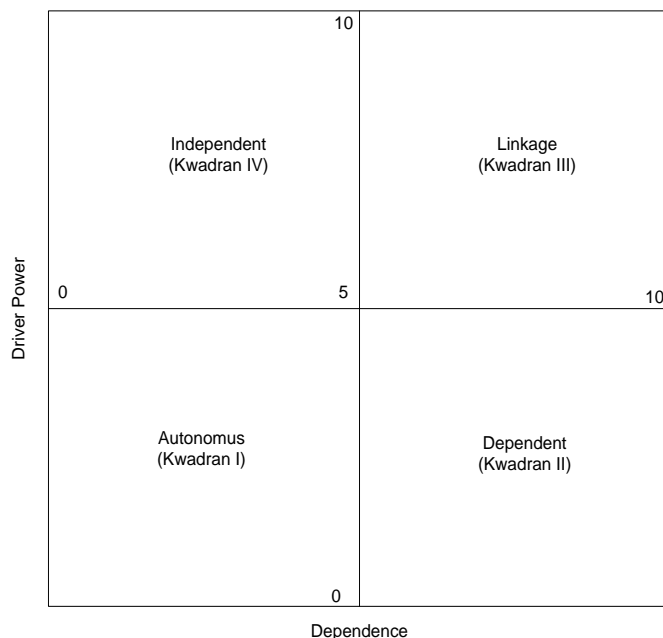 10
Independent
(Kwadran IV)
Linkage
(Kwadran III)
Driver Power
0
5
10
Autonomus
(Kwadran I)
Dependent
(Kwadran II)
0
Dependence